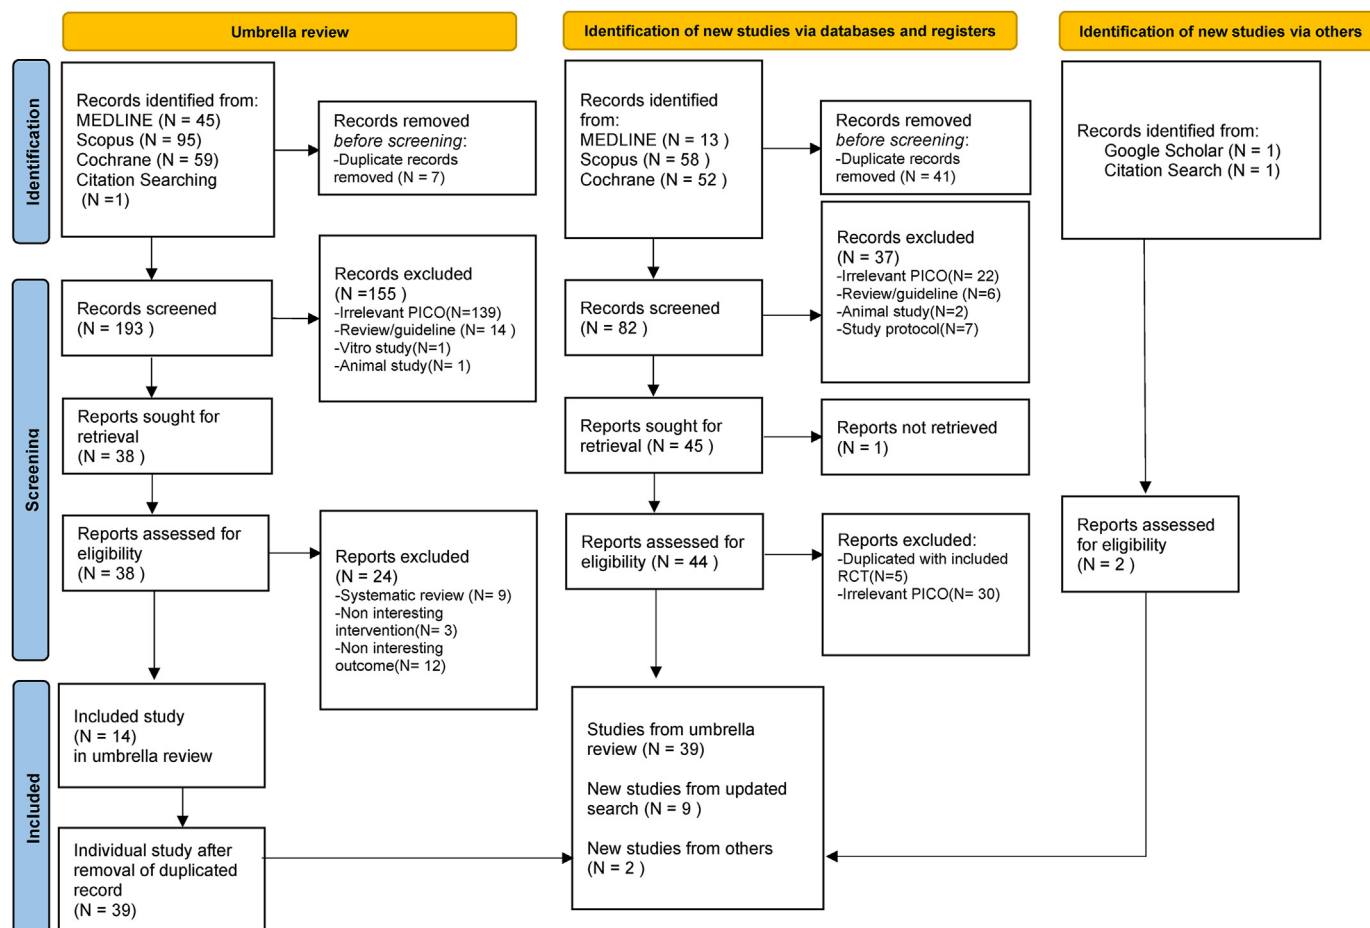 Umbrella review
Identification of new studies via databases and registers
Identification of new studies via others
Identification
Records identified from:
MEDLINE (N = 45)
Scopus (N = 95)
Cochrane (N = 59)
Citation Searching
(N =1)
Records removed
before screening:
-Duplicate records
removed (N = 7)
Records identified
from:
MEDLINE (N = 13 )
Scopus (N = 58 )
Cochrane (N = 52 )
Records removed
before screening:
-Duplicate records
removed (N = 41)
Records identified from:
Google Scholar (N = 1)
Citation Search (N = 1)
Screening
Records screened
(N = 193 )
Records excluded
(N =155 )
-Irrelevant PICO(N=139)
-Review/guideline (N= 14 )
-Vitro study(N=1)
-Animal study(N= 1)
Records screened
(N = 82 )
Records excluded
(N = 37)
-Irrelevant PICO(N= 22)
-Review/guideline (N=6)
-Animal study(N=2)
-Study protocol(N=7)
Reports sought for
retrieval
(N = 38 )
Reports sought for
retrieval (N = 45 )
Reports not retrieved
(N = 1)
Reports assessed for
eligibility
(N = 38 )
Reports excluded
(N = 24)
-Systematic review (N= 9)
-Non interesting
intervention(N= 3)
-Non interesting
outcome(N= 12)
Reports assessed for
eligibility (N = 44 )
Reports excluded:
-Duplicated with included
RCT(N=5)
-Irrelevant PICO(N= 30)
Reports assessed
for eligibility
(N = 2 )
Included
Included study
(N = 14)
in umbrella review
Individual study after
removal of duplicated
record
(N = 39)
Studies from umbrella
review (N = 39)
New studies from updated
search (N = 9 )
New studies from others
(N = 2 )